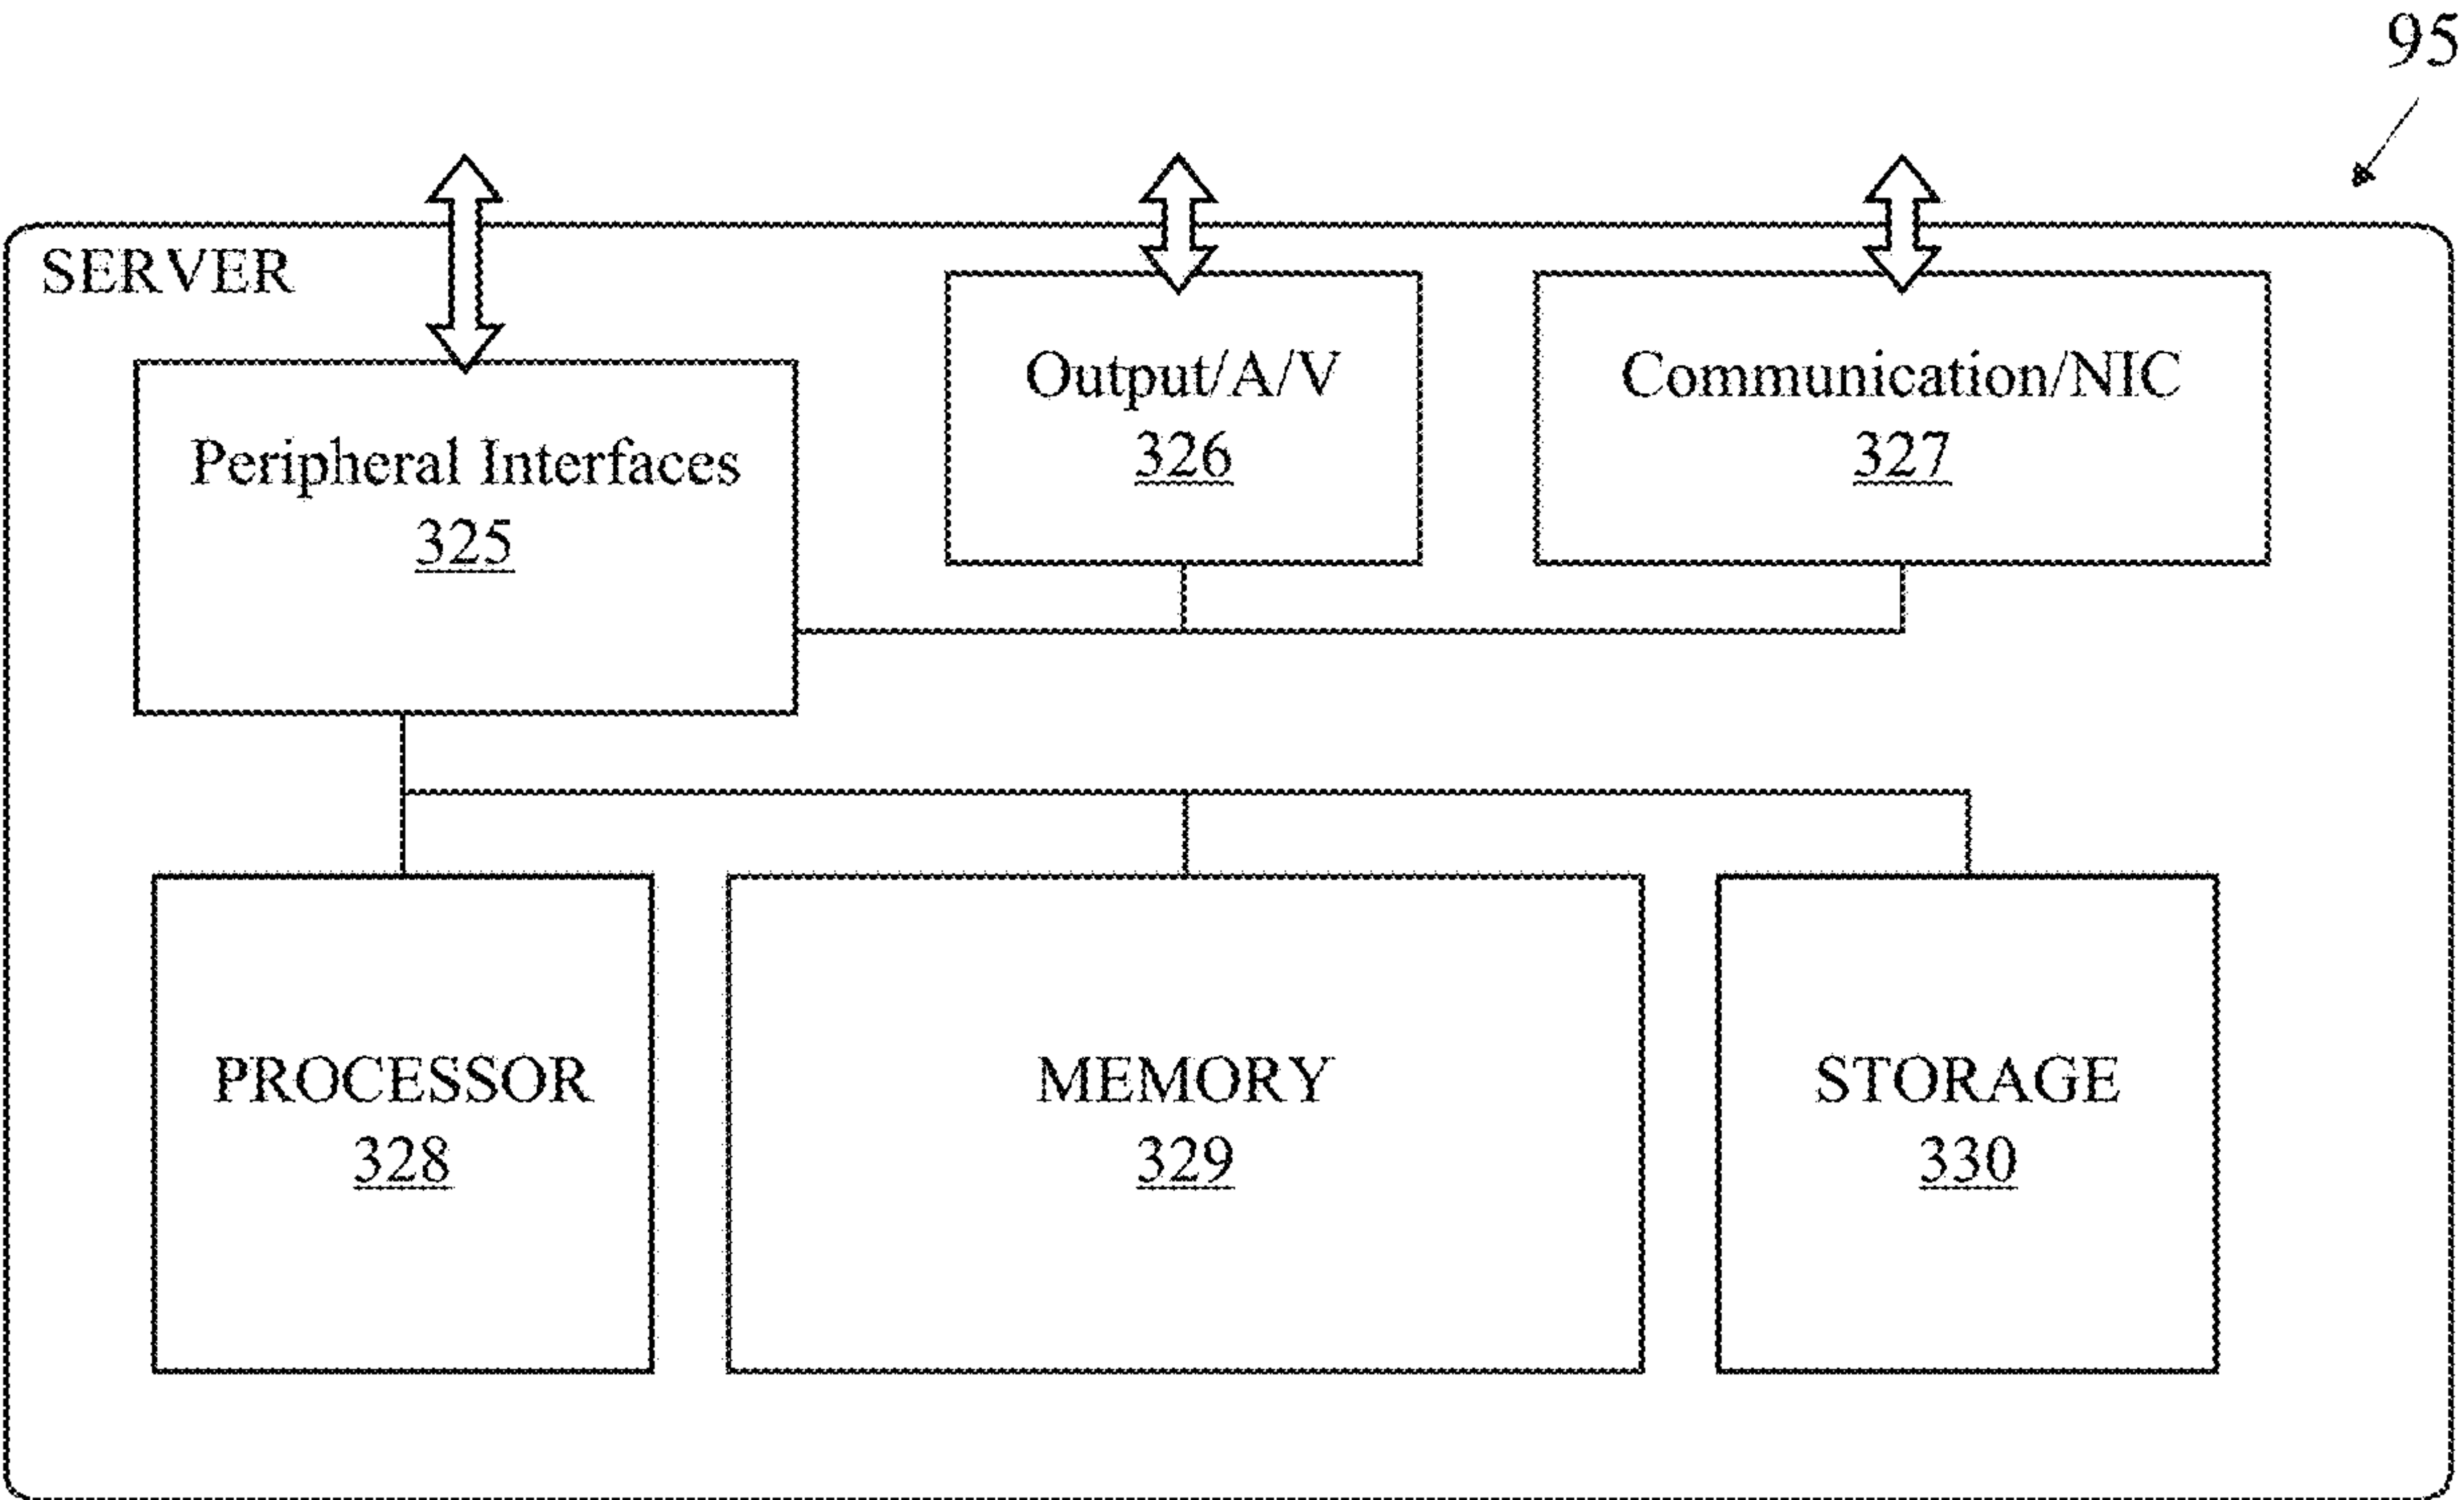 95
SERVER
Peripheral Interfaces
325
Output/A/V
326
Communication/NIC
327
PROCESSOR
328
MEMORY
329
STORAGE
330